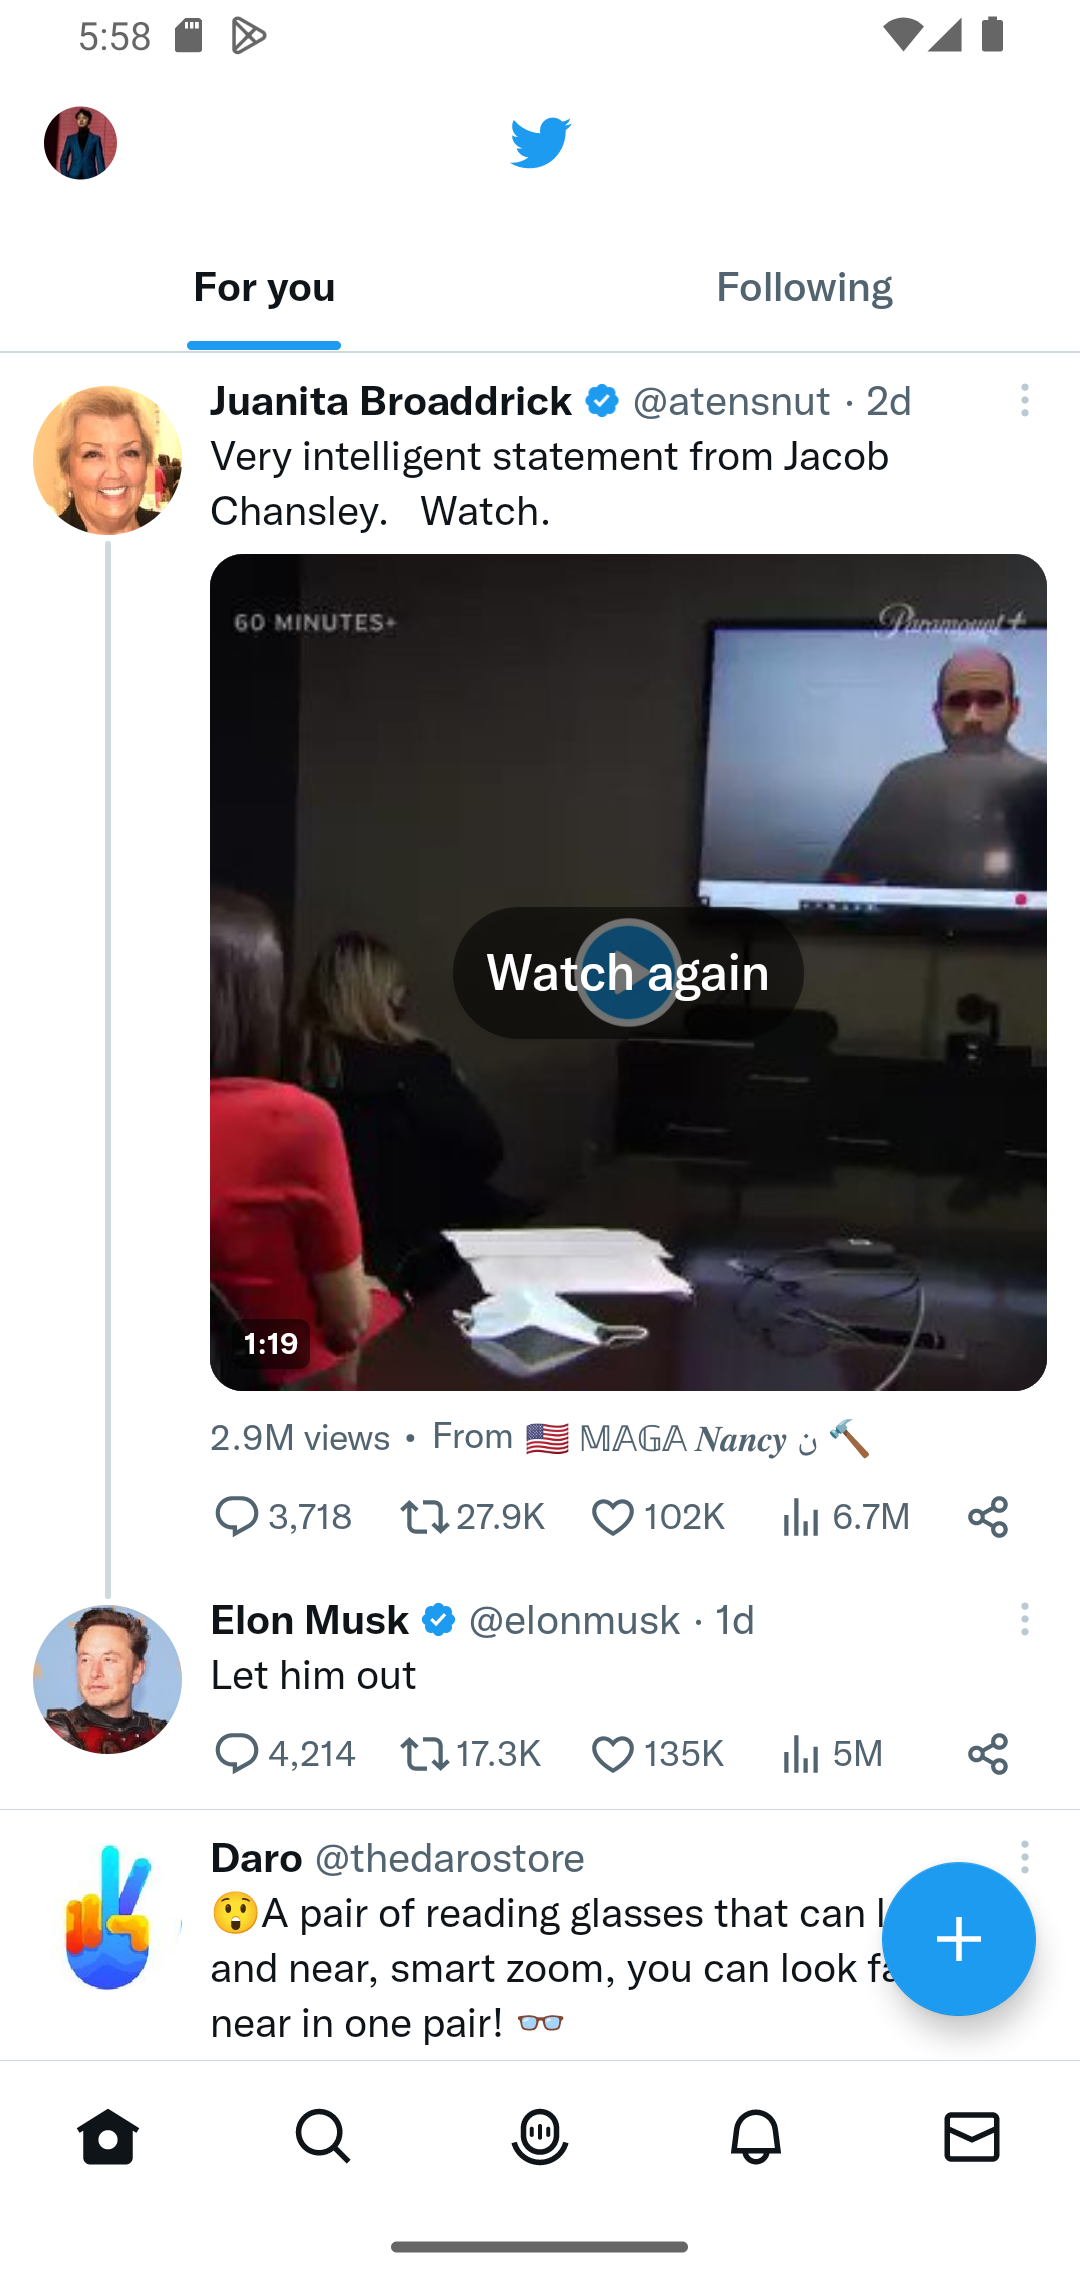 5:58
For you
Following
Juanita Broaddrick @atensnut · 2d
Very intelligent statement from Jacob
Chansley. Watch.
60 MINUTES+
Paramount+
Watch again
1:19
2.9M views • From 🇺🇸 𝕄𝔸𝔾𝔸 𝑵𝒂𝒏𝒄𝒚 ن 🔨
3,718
27.9K
102K
6.7M
Elon Musk @elonmusk · 1d
Let him out
4,214
17.3K
135K
5M
Daro @thedarostore
😲A pair of reading glasses that can
and near, smart zoom, you can look
near in one pair! 👓